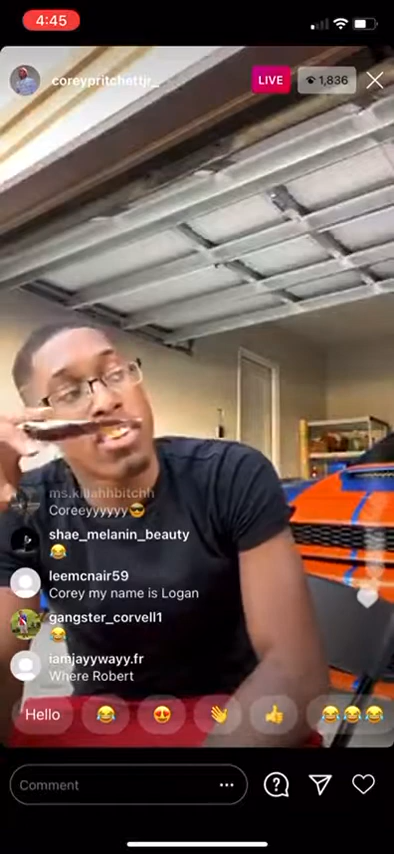 4:45
coreypritchettjr_
LIVE
1,836
ms.killahhbitchh
Coreeyyyyyy😎
shae_melanin_beauty
😂
leemcnair59
Corey my name is Logan
gangster_corvell1
😂
iamjayywayy.fr
Where Robert
Hello 😂 😍 👏 👍 😂😂😂
Comment